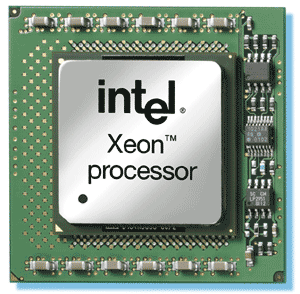 intel®
Xeon™
processor